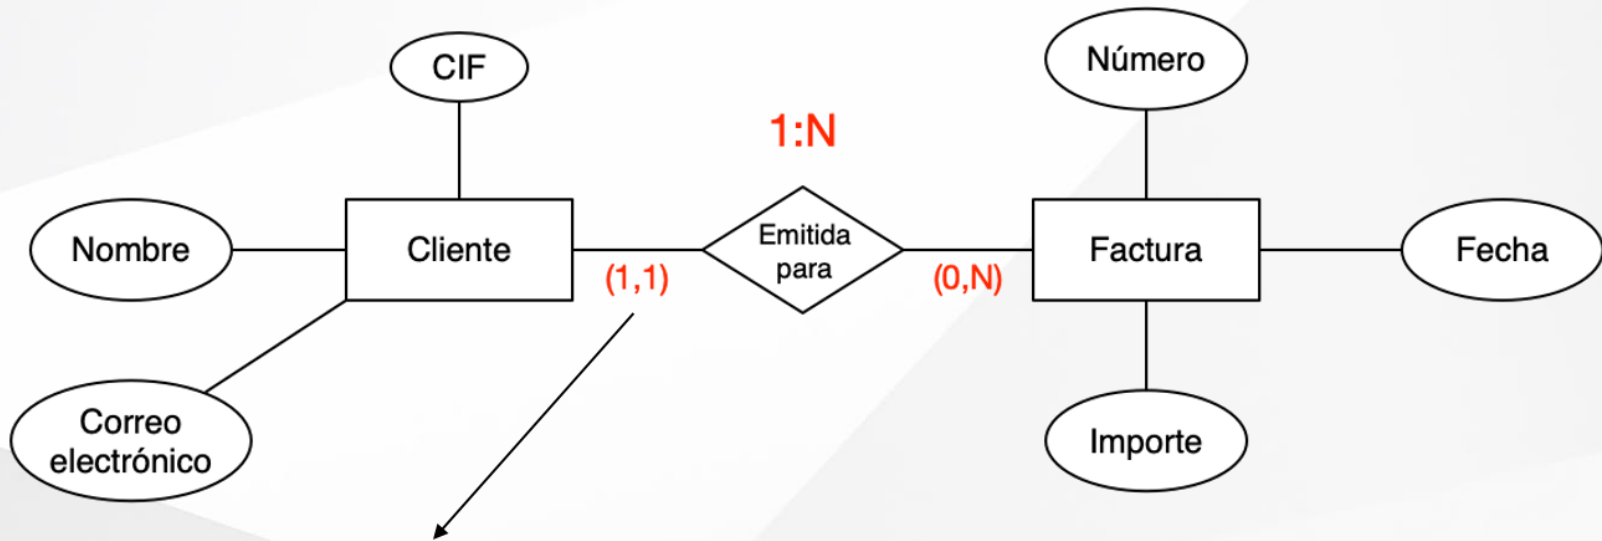 CIF
Número
1:N
Nombre
Cliente
(1,1)
Emitida
para
(0,N)
Factura
Fecha
Correo
electrónico
Importe